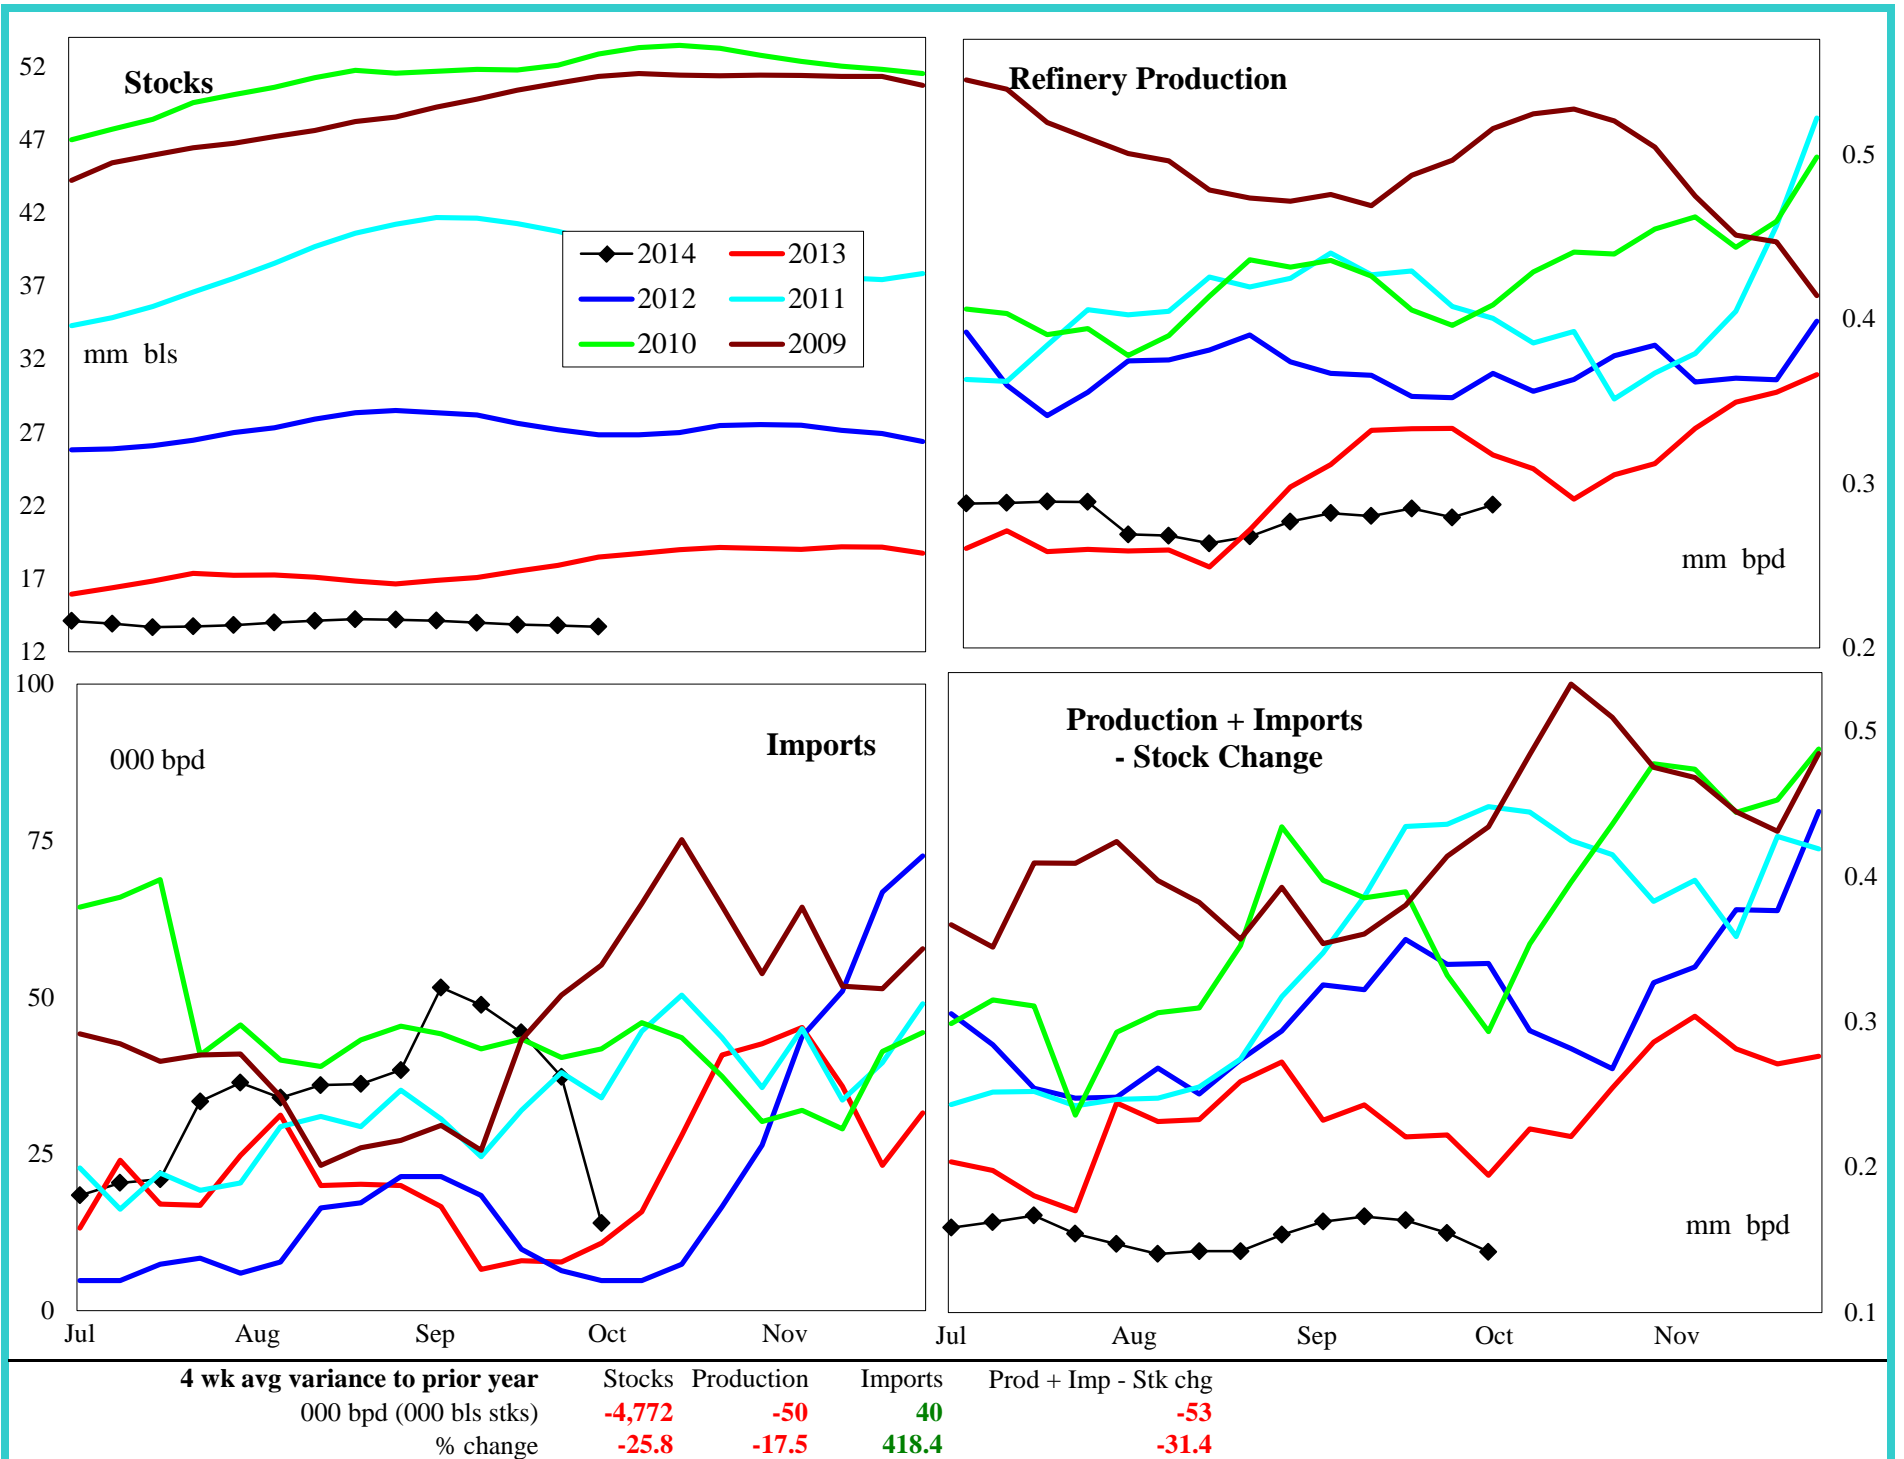 Stocks
52
47
42
37
32
27
22
17
12
mm bls
2014 2013
2012 2011
2010 2009
Refinery Production
0.5
0.4
0.3
0.2
mm bpd
Imports
000 bpd
100
75
50
25
0
Jul Aug Sep Oct Nov
Production + Imports
- Stock Change
0.5
0.4
0.3
0.2
0.1
mm bpd
Jul Aug Sep Oct Nov
4 wk avg variance to prior year Stocks Production Imports Prod + Imp - Stk chg
000 bpd (000 bls stks) -4,772 -50 40 -53
% change -25.8 -17.5 418.4 -31.4